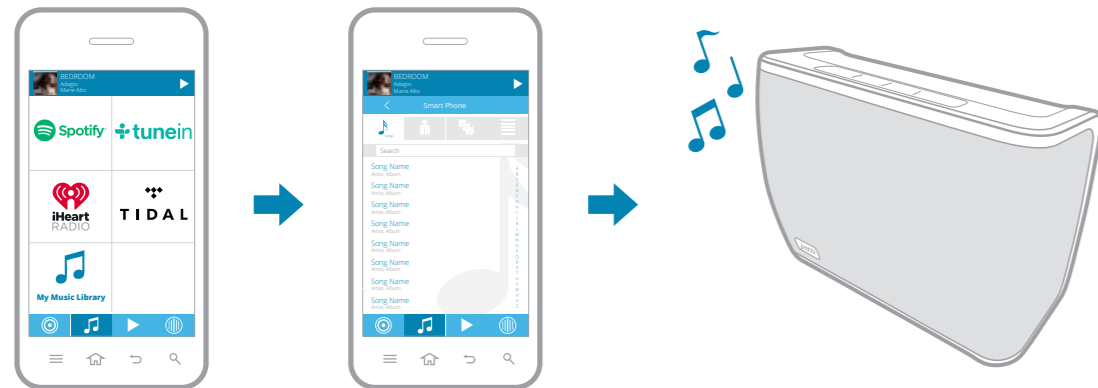 BEDROOM
Adagio
Marie Alto
Spotify
tunein
iHeart
RADIO
TIDAL
My Music Library
BEDROOM
Adagio
Marie Alto
Smart Phone
Search
Song Name
Artist, Album
Song Name
Artist, Album
Song Name
Artist, Album
Song Name
Artist, Album
Song Name
Artist, Album
Song Name
Artist, Album
Song Name
Artist, Album
Song Name
Artist, Album